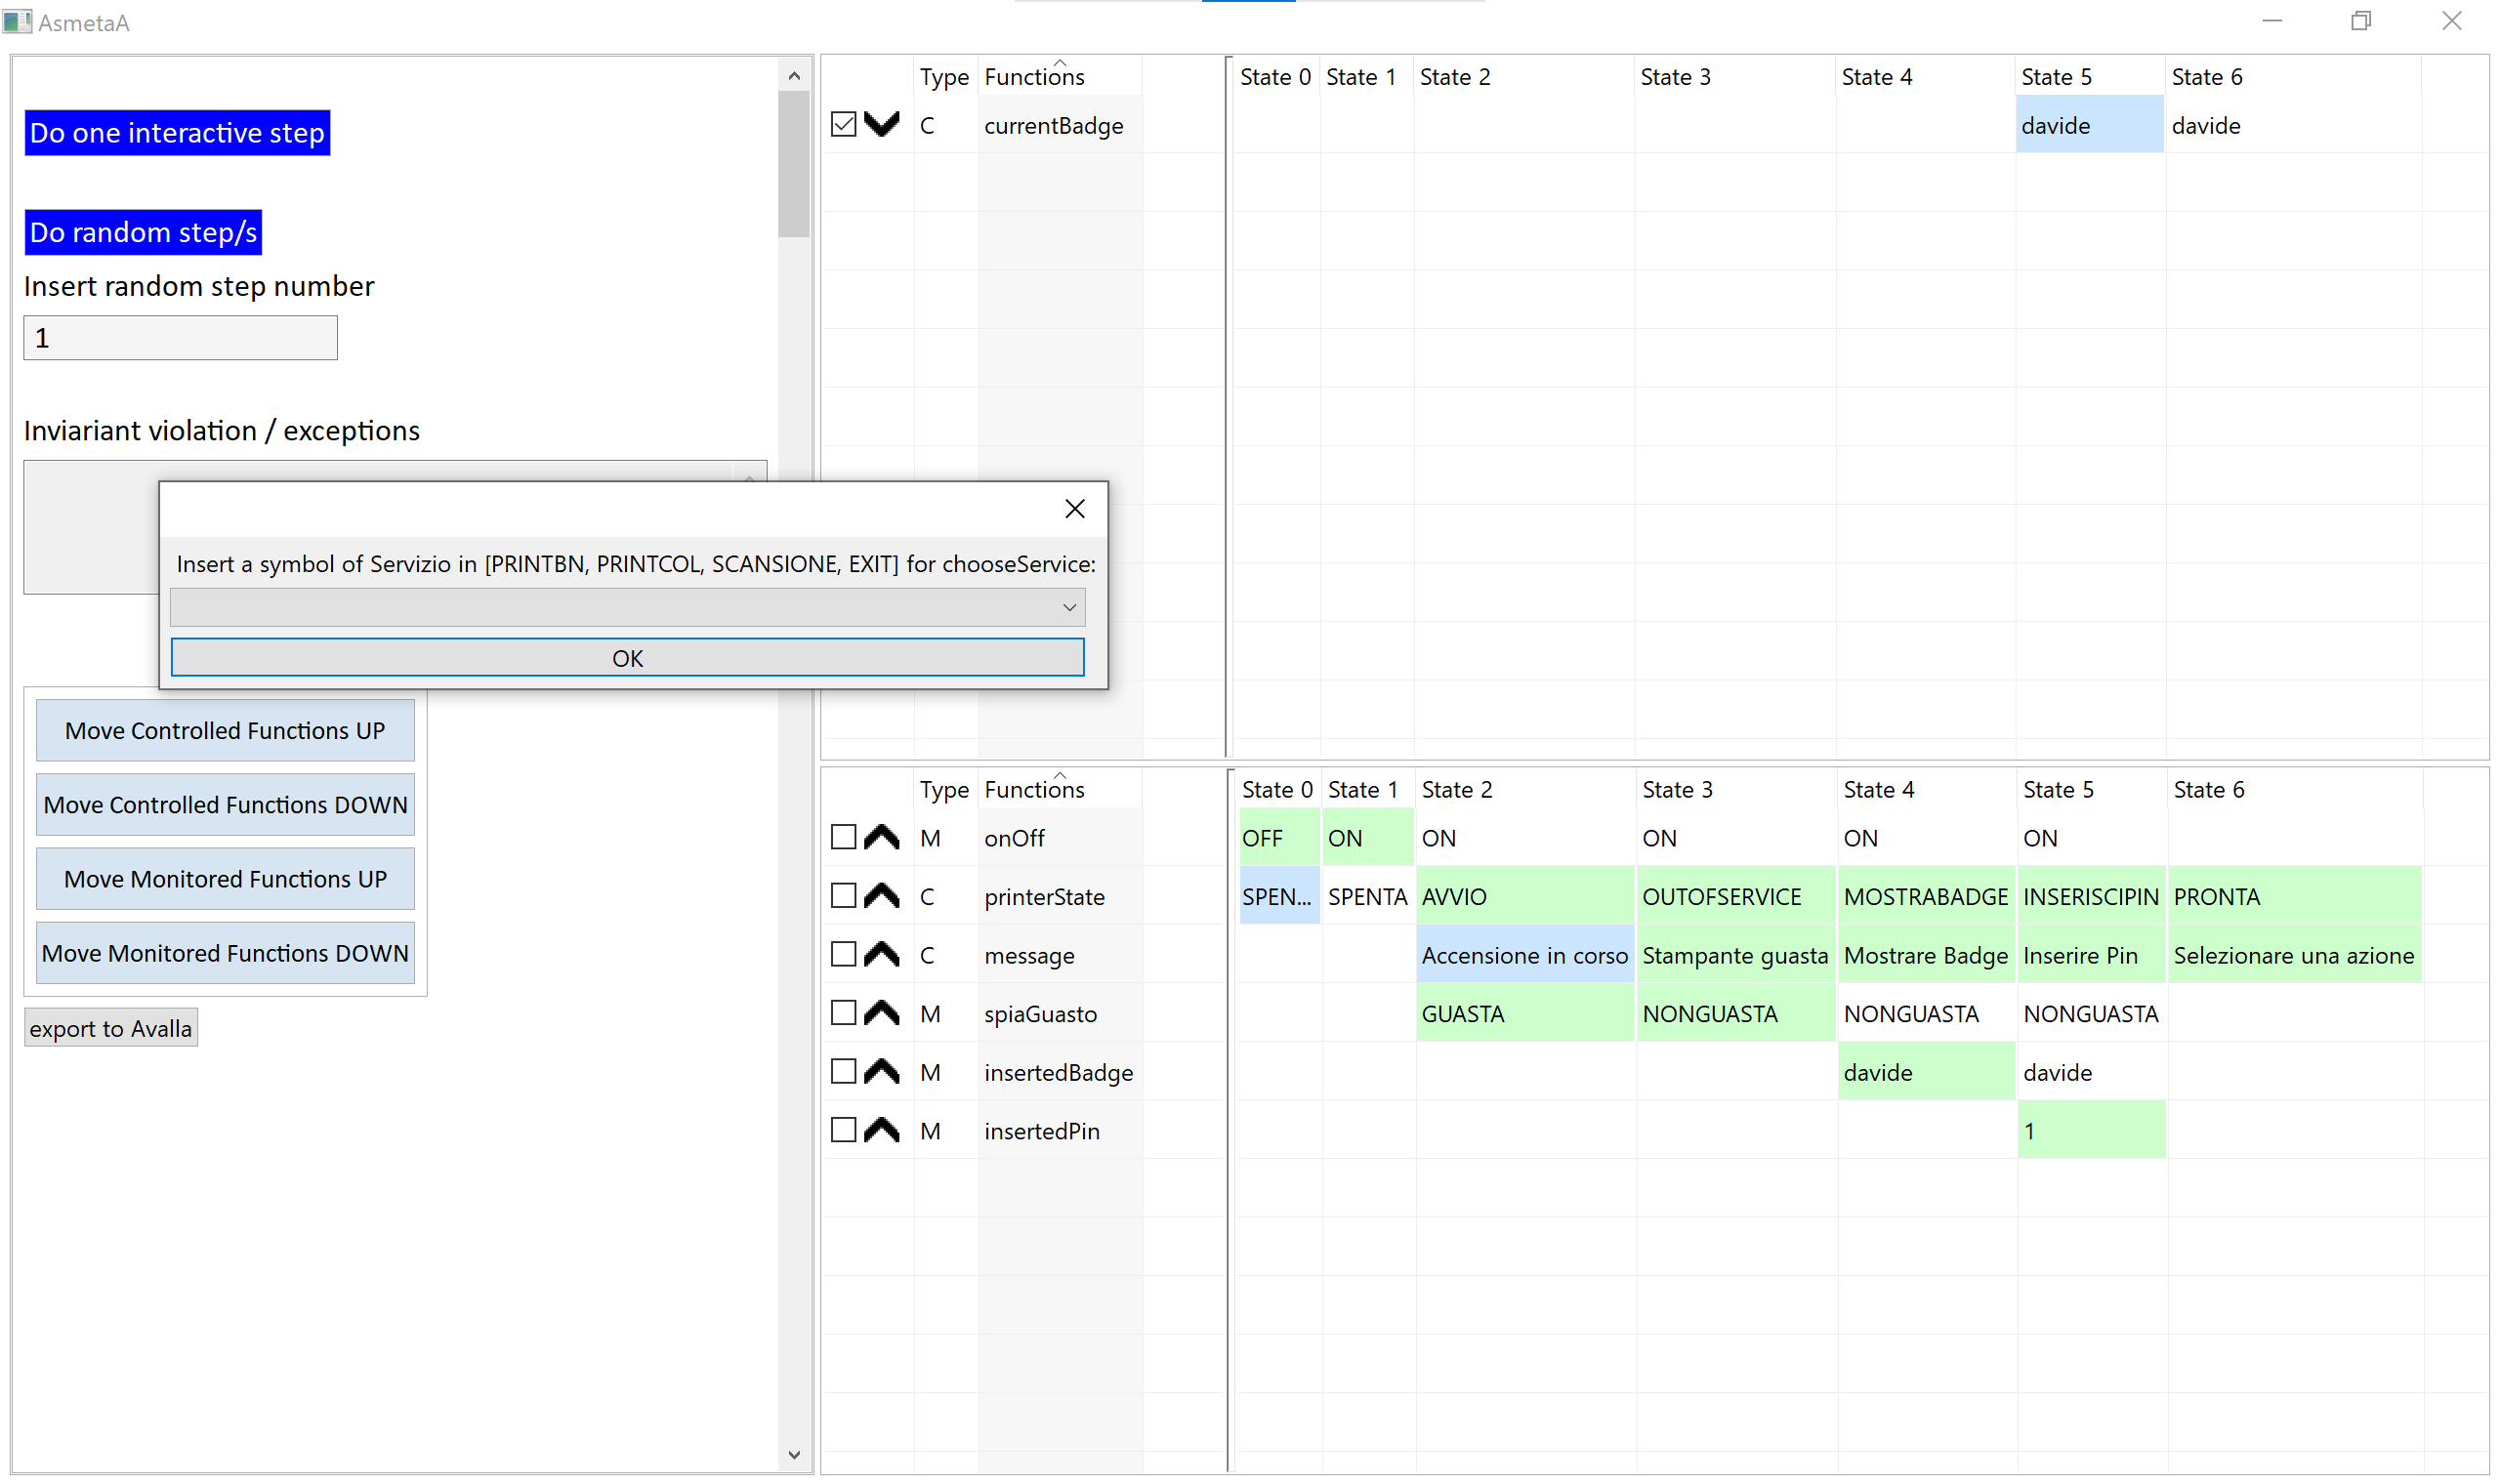 AsmetaA
Do one interactive step
Do random step/s
Insert random step number
1
Inviariant violation / exceptions
Insert a symbol of Servizio in [PRINTBN, PRINTCOL, SCANSIONE, EXIT] for chooseService:
OK
Move Controlled Functions UP
Move Controlled Functions DOWN
Move Monitored Functions UP
Move Monitored Functions DOWN
export to Avalla
Type Functions State 0 State 1 State 2 State 3 State 4 State 5 State 6
C currentBadge davide davide
Type Functions State 0 State 1 State 2 State 3 State 4 State 5 State 6
M onOff OFF ON ON ON ON ON
C printerState SPEN... SPENTA AVVIO OUTOFSERVICE MOSTRABADGE INSERISCIPIN PRONTA
C message Accensione in corso Stampante guasta Mostrare Badge Inserire Pin Selezionare una azione
M spiaGuasto GUASTA NONGUASTA NONGUASTA NONGUASTA
M insertedBadge davide davide
M insertedPin 1